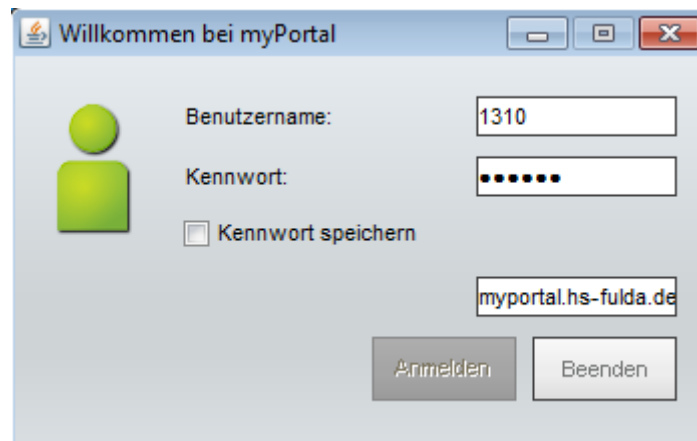 Willkommen bei myPortal
Benutzername:
1310
Kennwort:
●●●●●●
Kennwort speichern
myportal.hs-fulda.de
Anmelden
Beenden